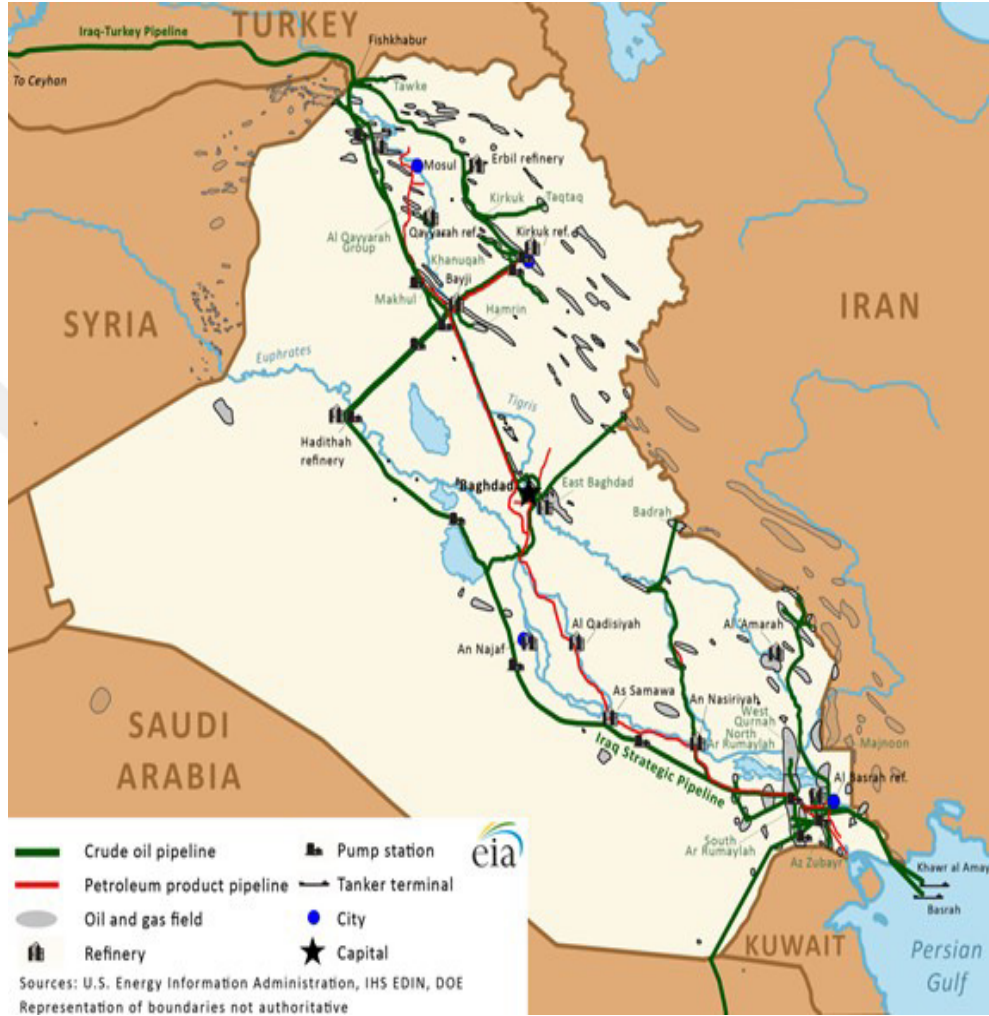 Iraq-Turkey Pipeline
TURKEY
Fishkhabur
To Ceyhan
Tawke
Mosul
Erbil refinery
Kirkuk
Taqtaq
Al Qayyarah
Group
Qayyarah ref.
Kirkuk ref.
Khanuqah
Bayji
Makhul
Hamrin
SYRIA
IRAN
Euphrates
Tigris
Hadithah
refinery
Baghdad
East Baghdad
Badrah
An Najaf
Al Qadisiyah
Al 'Amarah
As Samawa
An Nasiriyah
West
Qurnah
North
Ar Rumaylah
Majnoon
Iraq Strategic Pipeline
SAUDI
ARABIA
Al Basrah ref.
South
Ar Rumaylah
Az Zubayr
Khawr al Amay
Basrah
KUWAIT
Persian
Gulf
eia
Crude oil pipeline
Pump station
Petroleum product pipeline
Tanker terminal
Oil and gas field
City
Refinery
Capital
Sources: U.S. Energy Information Administration, IHS EDIN, DOE
Representation of boundaries not authoritative